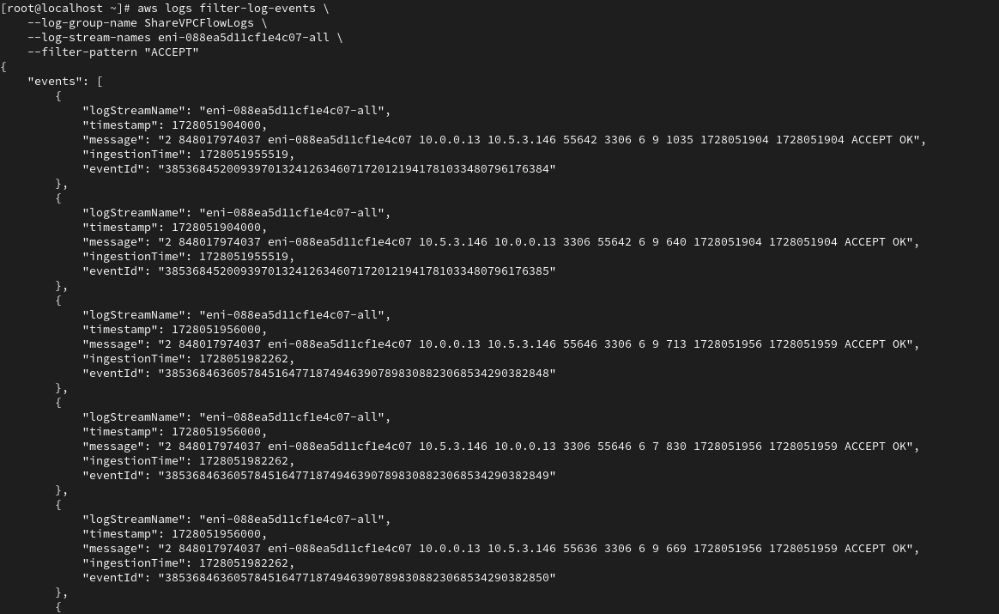 [root@localhost ~]# aws logs filter-log-events \
    --log-group-name ShareVPCFlowLogs \
    --log-stream-names eni-088ea5d11cf1e4c07-all \
    --filter-pattern "ACCEPT"
{
    "events": [
        {
            "logStreamName": "eni-088ea5d11cf1e4c07-all",
            "timestamp": 1728051904000,
            "message": "2 848017974037 eni-088ea5d11cf1e4c07 10.0.0.13 10.5.3.146 55642 3306 6 9 1035 1728051904 1728051904 ACCEPT OK",
            "ingestionTime": 1728051955519,
            "eventId": "38536845200939701324126346071720121941781033480796176384"
        },
        {
            "logStreamName": "eni-088ea5d11cf1e4c07-all",
            "timestamp": 1728051904000,
            "message": "2 848017974037 eni-088ea5d11cf1e4c07 10.5.3.146 10.0.0.13 3306 55642 6 9 640 1728051904 1728051904 ACCEPT OK",
            "ingestionTime": 1728051955519,
            "eventId": "38536845200939701324126346071720121941781033480796176385"
        },
        {
            "logStreamName": "eni-088ea5d11cf1e4c07-all",
            "timestamp": 1728051956000,
            "message": "2 848017974037 eni-088ea5d11cf1e4c07 10.0.0.13 10.5.3.146 55646 3306 6 9 713 1728051956 1728051959 ACCEPT OK",
            "ingestionTime": 1728051982262,
            "eventId": "38536846360578451647718749463907898308823068534290382848"
        },
        {
            "logStreamName": "eni-088ea5d11cf1e4c07-all",
            "timestamp": 1728051956000,
            "message": "2 848017974037 eni-088ea5d11cf1e4c07 10.5.3.146 10.0.0.13 3306 55646 6 7 830 1728051956 1728051959 ACCEPT OK",
            "ingestionTime": 1728051982262,
            "eventId": "38536846360578451647718749463907898308823068534290382849"
        },
        {
            "logStreamName": "eni-088ea5d11cf1e4c07-all",
            "timestamp": 1728051956000,
            "message": "2 848017974037 eni-088ea5d11cf1e4c07 10.0.0.13 10.5.3.146 55636 3306 6 9 669 1728051956 1728051959 ACCEPT OK",
            "ingestionTime": 1728051982262,
            "eventId": "38536846360578451647718749463907898308823068534290382850"
        },
        {